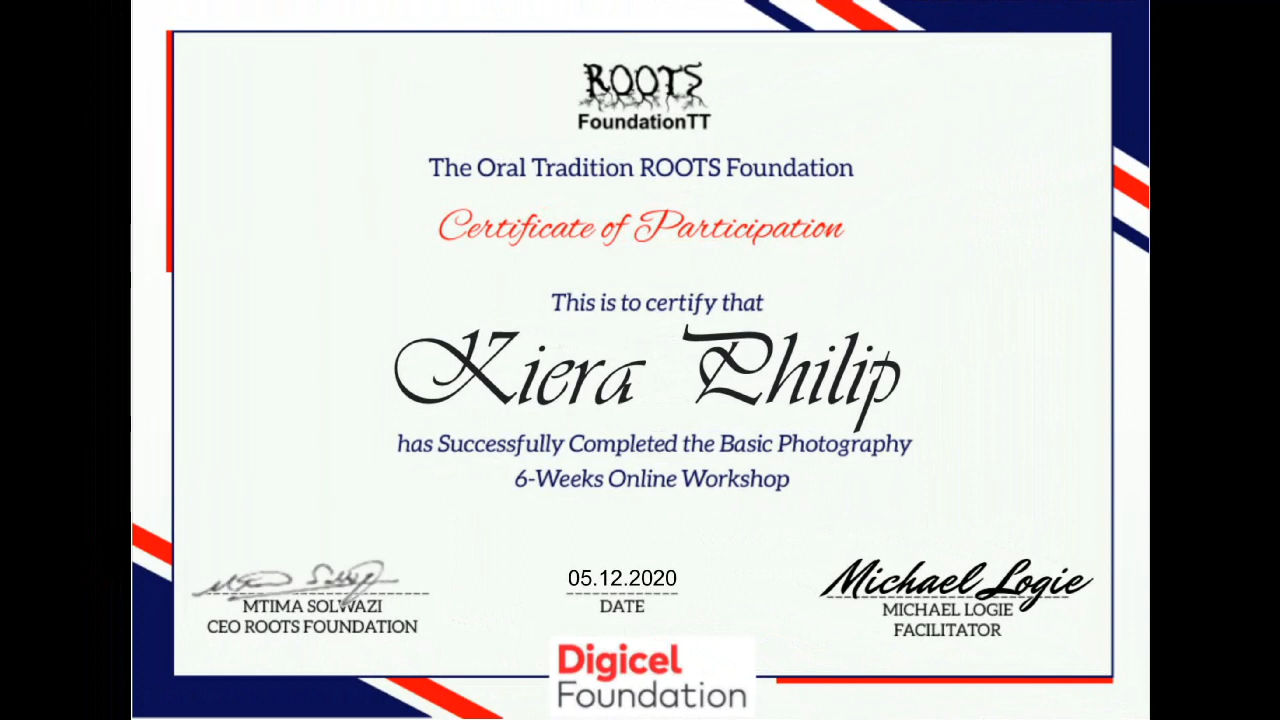 ROOTS
FoundationTT
The Oral Tradition ROOTS Foundation
Certificate of Participation
This is to certify that
Kiera Philip
has Successfully Completed the Basic Photography
6-Weeks Online Workshop
MTIMA SOLWAZI
CEO ROOTS FOUNDATION
05.12.2020
DATE
Michael Logie
MICHAEL LOGIE
FACILITATOR
Digicel
Foundation